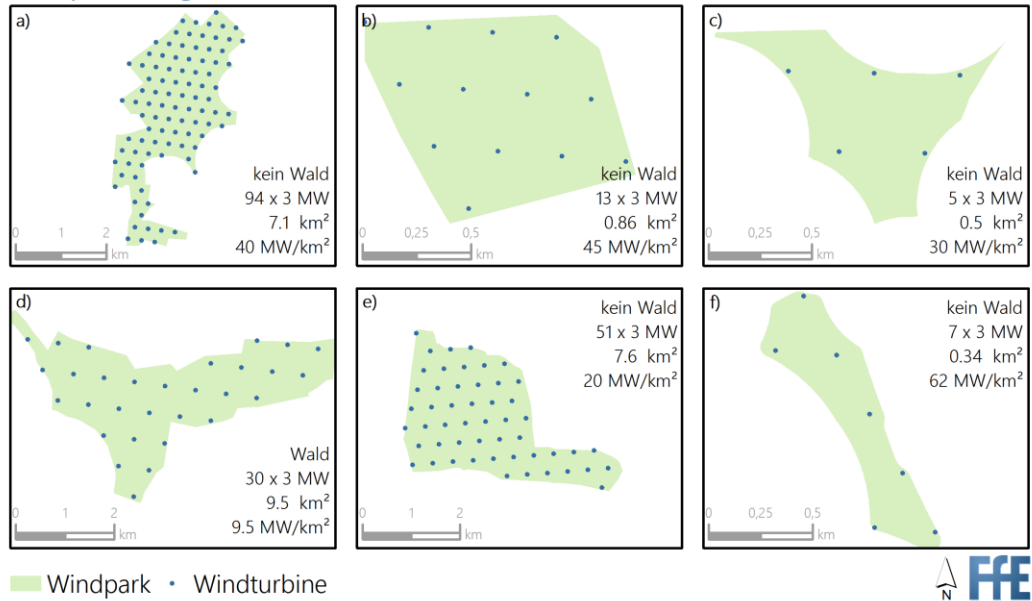 a)
kein Wald
94 x 3 MW
7.1 km²
40 MW/km²
0 1 2
km
b)
kein Wald
13 x 3 MW
0.86 km²
45 MW/km²
0 0,25 0,5
km
c)
kein Wald
5 x 3 MW
0.5 km²
30 MW/km²
0 0,25 0,5
km
d)
Wald
30 x 3 MW
9.5 km²
9.5 MW/km²
0 1 2
km
e)
kein Wald
51 x 3 MW
7.6 km²
20 MW/km²
0 1 2
km
f)
kein Wald
7 x 3 MW
0.34 km²
62 MW/km²
0 0,25 0,5
km
Windpark Windturbine
N
FfE